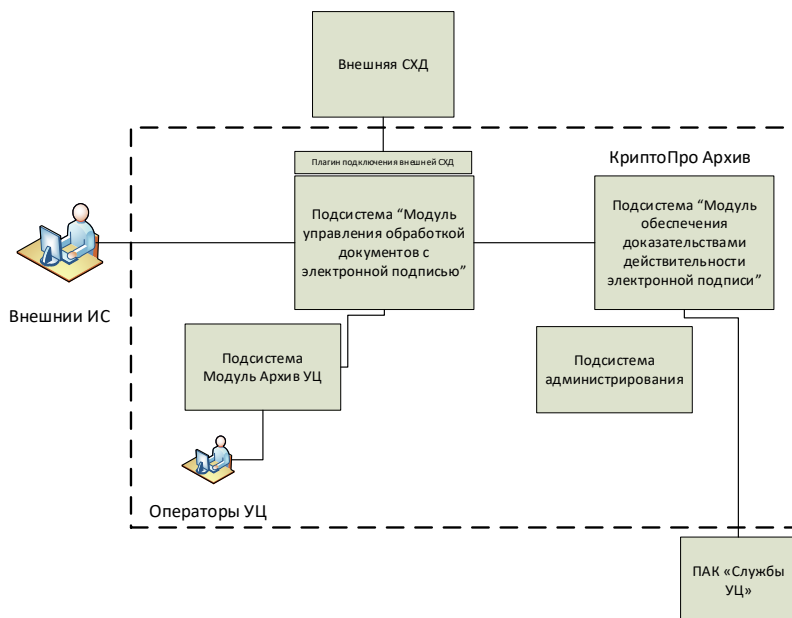 Внешняя СХД
Плагин подключения внешней СХД
КриптоПро Архив
Подсистема “Модуль
управления обработкой
документов с
электронной подписью”
Подсистема “Модуль
обеспечения
доказательствами
действительности
электронной подписи”
Внешнии ИС
Подсистема
Модуль Архив УЦ
Подсистема
администрирования
Операторы УЦ
ПАК «Службы
УЦ»